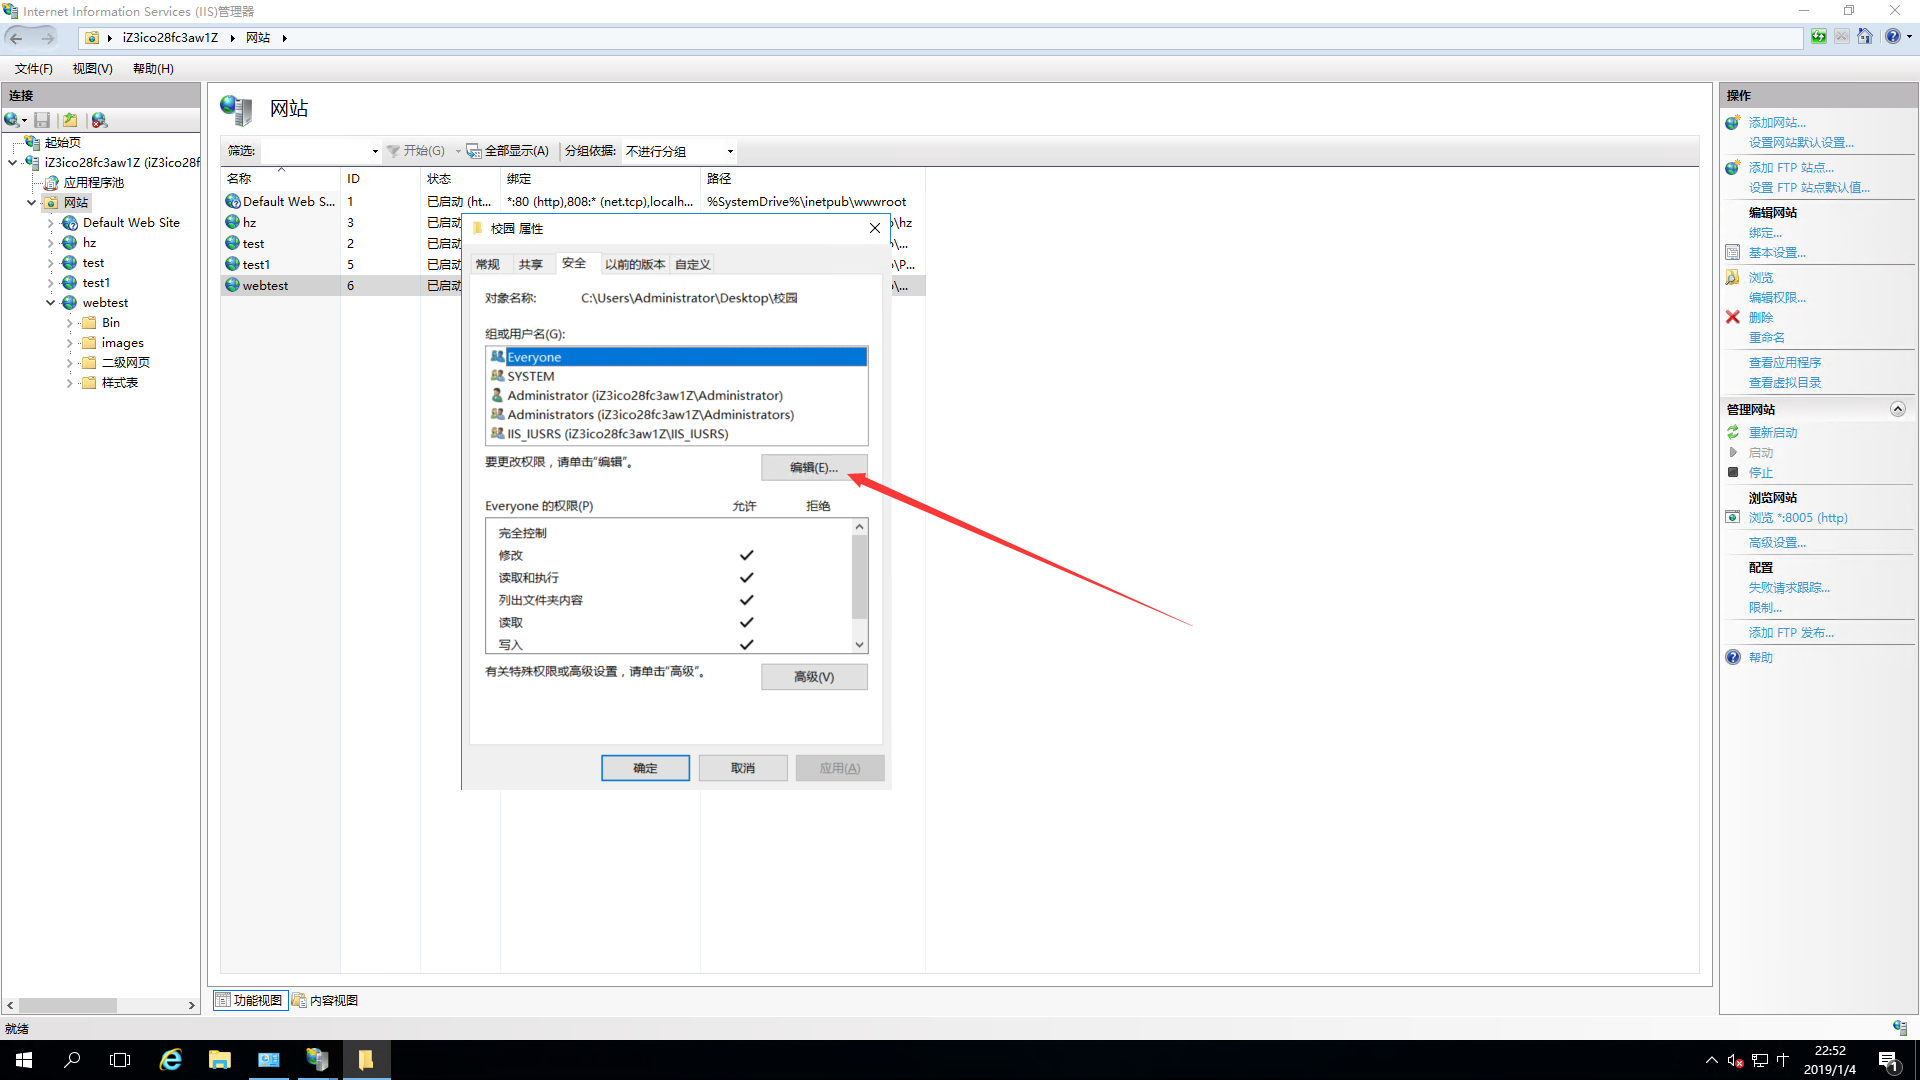 Internet Information Services (IIS)管理器
iZ3ico28fc3aw1Z
网站
文件(F)
视图(V)
帮助(H)
连接
起始页
iZ3ico28fc3aw1Z (iZ3ico28f
应用程序池
网站
Default Web Site
hz
test
test1
webtest
Bin
images
二级网页
样式表
网站
筛选:
开始(G)
全部显示(A)
分组依据:
不进行分组
名称
ID
状态
绑定
路径
Default Web S...
1
已启动 (ht...
*:80 (http),808:* (net.tcp),localh...
%SystemDrive%\inetpub\wwwroot
hz
3
已启动
\hz
test
2
已启动
\...
test1
5
已启动
\P...
webtest
6
已启动
\...
校园 属性
常规
共享
安全
以前的版本
自定义
对象名称:
C:\Users\Administrator\Desktop\校园
组或用户名(G):
Everyone
SYSTEM
Administrator (iZ3ico28fc3aw1Z\Administrator)
Administrators (iZ3ico28fc3aw1Z\Administrators)
IIS_IUSRS (iZ3ico28fc3aw1Z\IIS_IUSRS)
要更改权限，请单击“编辑”。
编辑(E)...
Everyone 的权限(P)
允许
拒绝
完全控制
修改
读取和执行
列出文件夹内容
读取
写入
有关特殊权限或高级设置，请单击“高级”。
高级(V)
确定
取消
应用(A)
功能视图
内容视图
操作
添加网站...
设置网站默认设置...
添加 FTP 站点...
设置 FTP 站点默认值...
编辑网站
绑定...
基本设置...
浏览
编辑权限...
删除
重命名
查看应用程序
查看虚拟目录
管理网站
重新启动
启动
停止
浏览网站
浏览 *:8005 (http)
高级设置...
配置
失败请求跟踪...
限制...
添加 FTP 发布...
帮助
就绪
中
22:52
2019/1/4
1